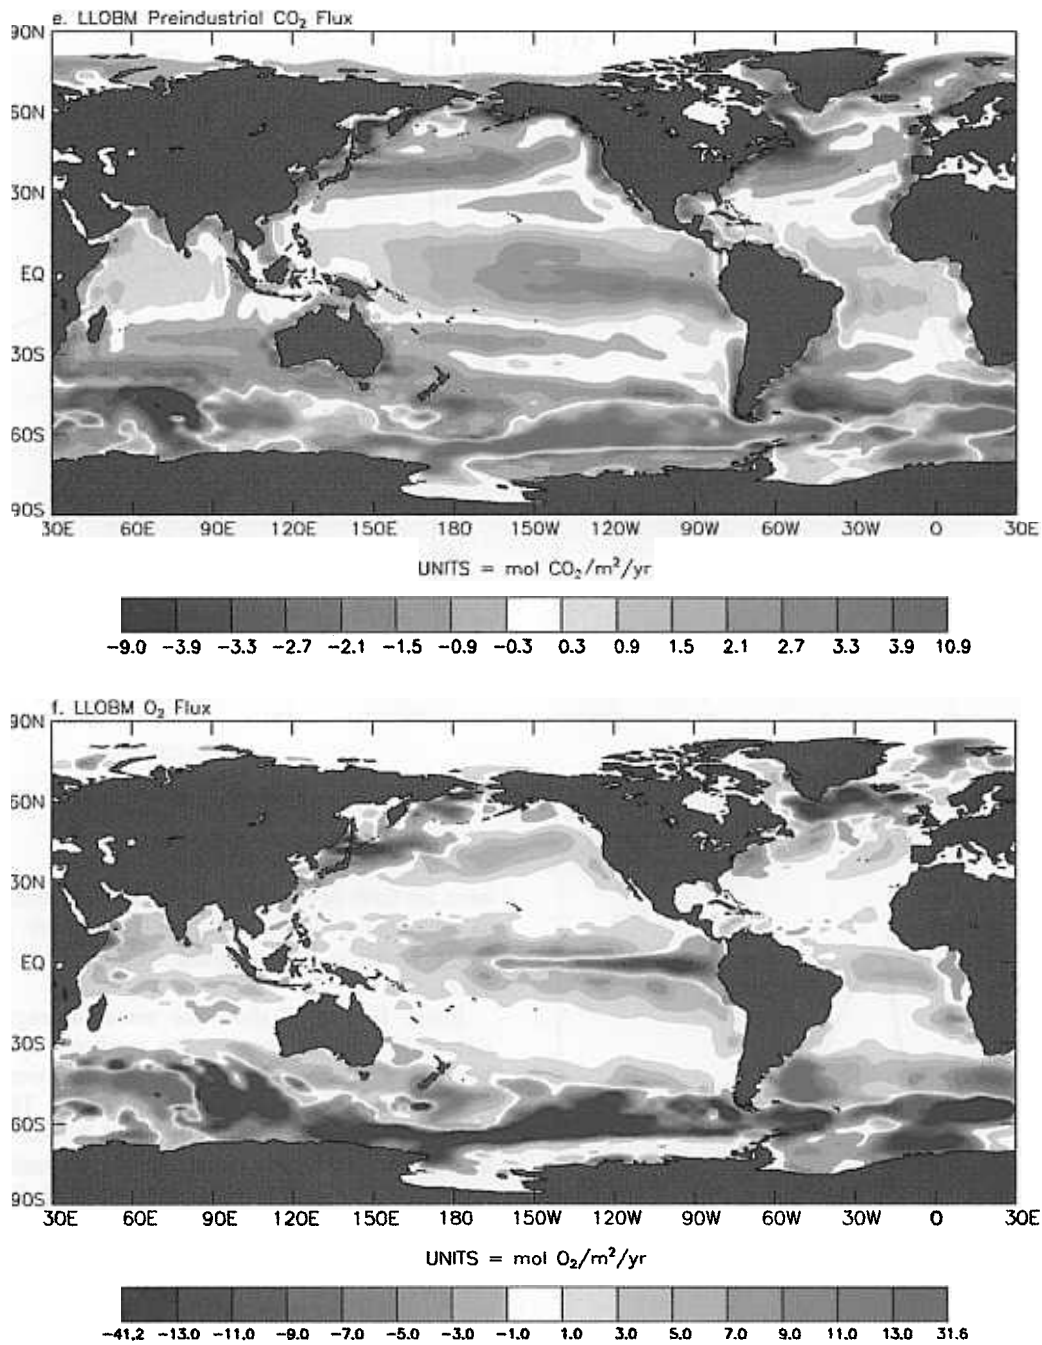 e. LLOBM Preindustrial CO₂ Flux
90N
60N
30N
EQ
30S
60S
90S
30E 60E 90E 120E 150E 180 150W 120W 90W 60W 30W 0 30E
UNITS = mol CO₂/m²/yr
-9.0 -3.9 -3.3 -2.7 -2.1 -1.5 -0.9 -0.3 0.3 0.9 1.5 2.1 2.7 3.3 3.9 10.9
f. LLOBM O₂ Flux
90N
60N
30N
EQ
30S
60S
90S
30E 60E 90E 120E 150E 180 150W 120W 90W 60W 30W 0 30E
UNITS = mol O₂/m²/yr
-41.2 -13.0 -11.0 -9.0 -7.0 -5.0 -3.0 -1.0 1.0 3.0 5.0 7.0 9.0 11.0 13.0 31.6